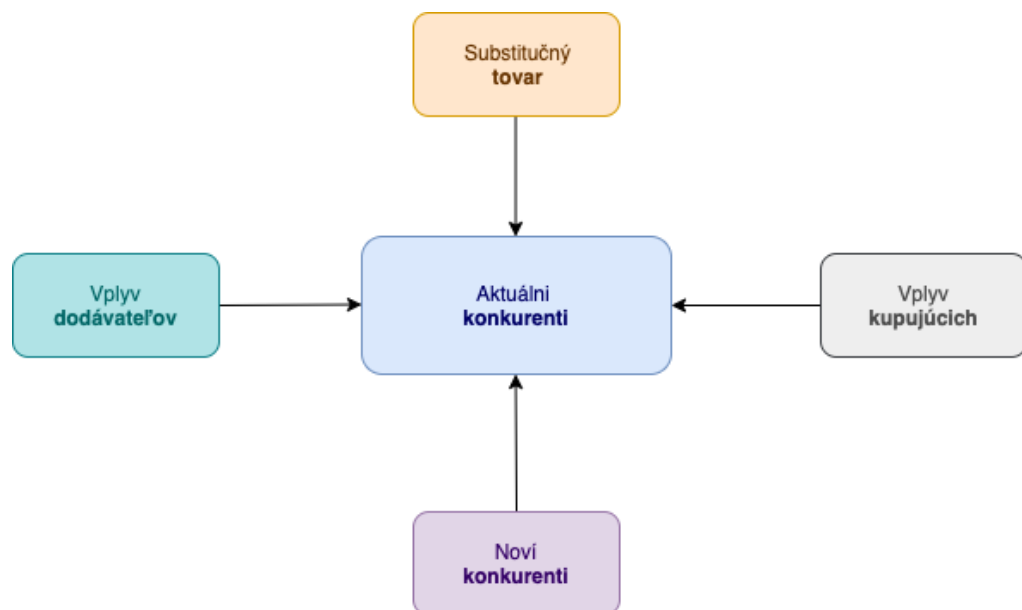 Substitučný
tovar
Vplyv
dodávateľov
Aktuálni
konkurenti
Vplyv
kupujúcich
Noví
konkurenti